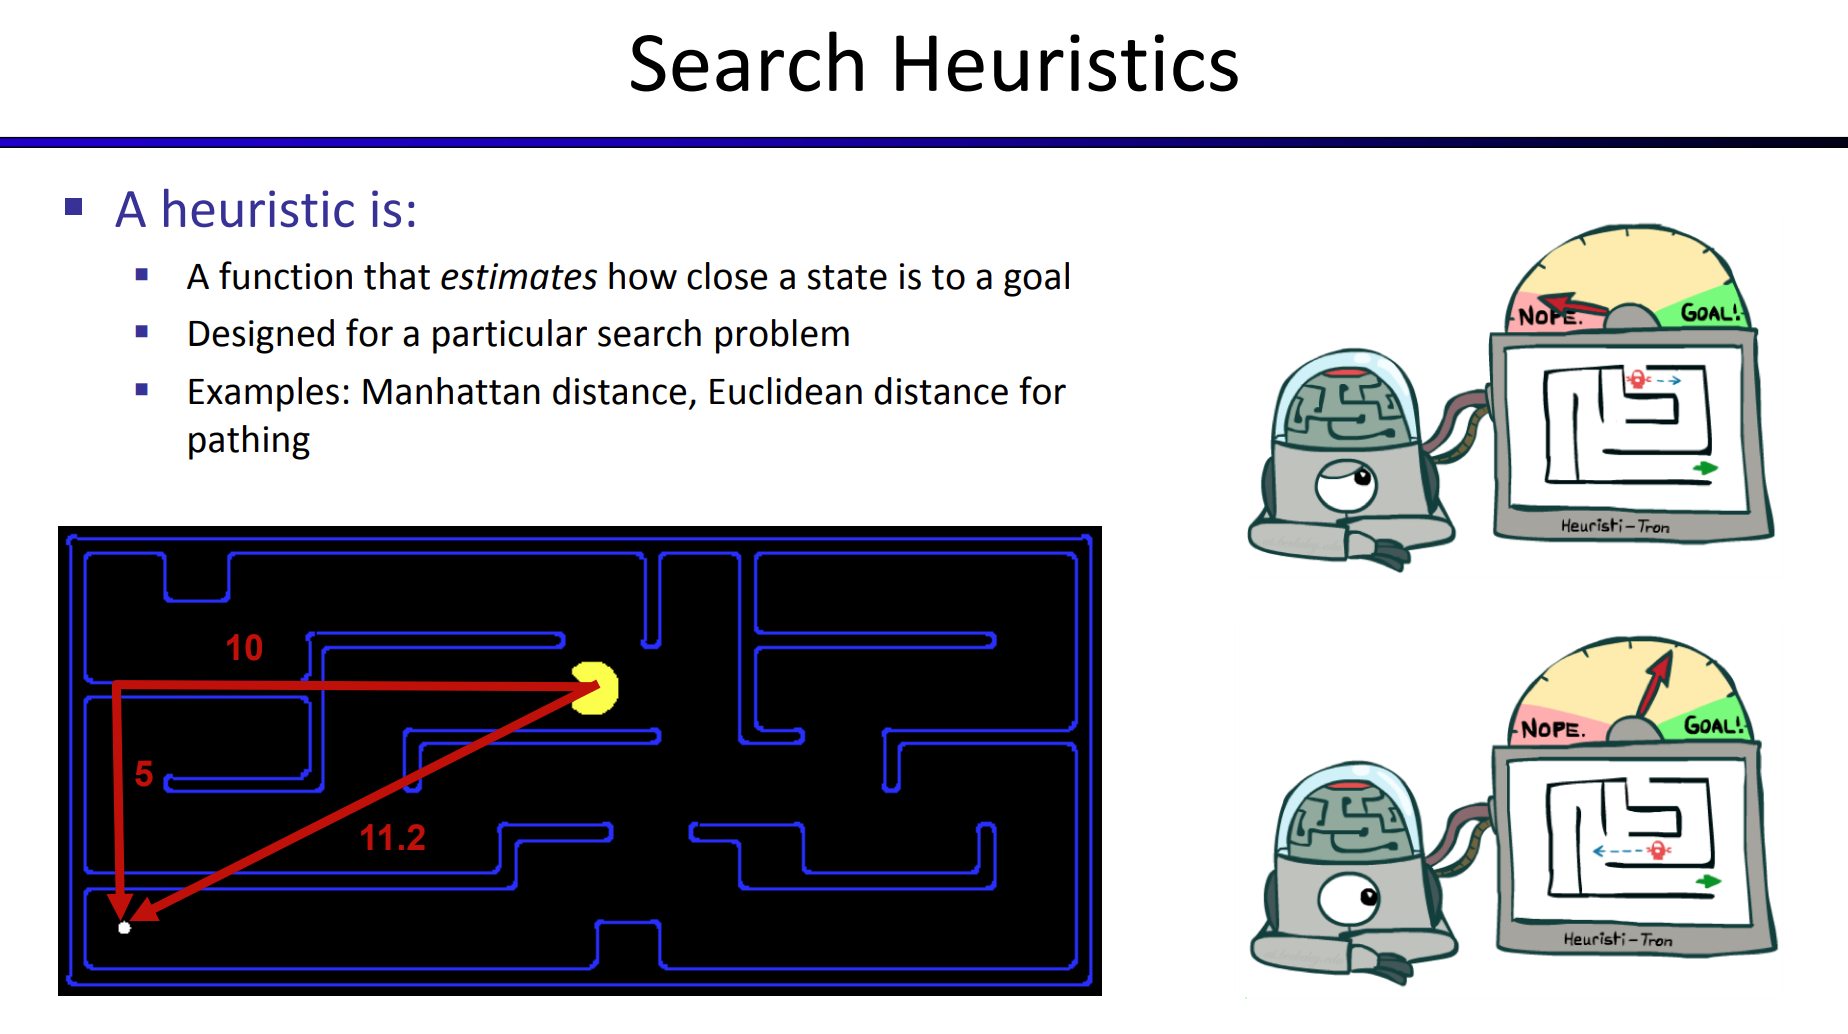 Search Heuristics
A heuristic is:
A function that estimates how close a state is to a goal
Designed for a particular search problem
Examples: Manhattan distance, Euclidean distance for
pathing
10
5
11.2
NOPE.
GOAL!
Heuristi-Tron
NOPE.
GOAL!
Heuristi-Tron